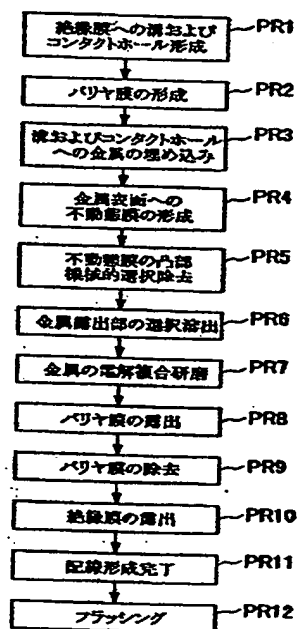 絶縁膜への溝および
コンタクトホール形成
PR1
バリヤ膜の形成
PR2
溝およびコンタクトホール
への金属の埋め込み
PR3
金属表面への
不動態膜の形成
PR4
不動態膜の凸部
機械的選択除去
PR5
金属露出部の選択溶出
PR6
金属の電解複合研磨
PR7
バリヤ膜の露出
PR8
バリヤ膜の除去
PR9
絶縁膜の露出
PR10
配線形成完了
PR11
フラッシング
PR12